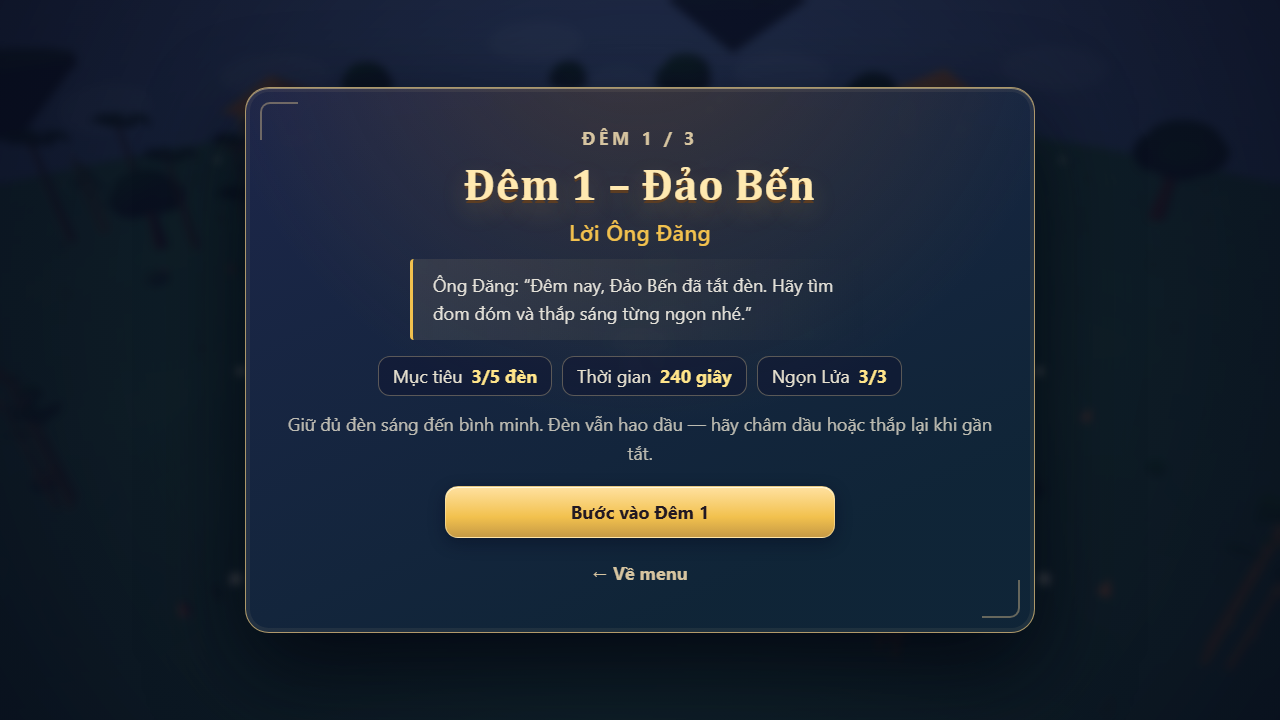 ĐÊM 1 / 3
Đêm 1 – Đảo Bến
Lời Ông Đăng
Ông Đăng: “Đêm nay, Đảo Bến đã tắt đèn. Hãy tìm
đom đóm và thắp sáng từng ngọn nhé.”
Mục tiêu 3/5 đèn Thời gian 240 giây Ngọn Lửa 3/3
Giữ đủ đèn sáng đến bình minh. Đèn vẫn hao dầu — hãy châm dầu hoặc thắp lại khi gần
tắt.
Bước vào Đêm 1
← Về menu